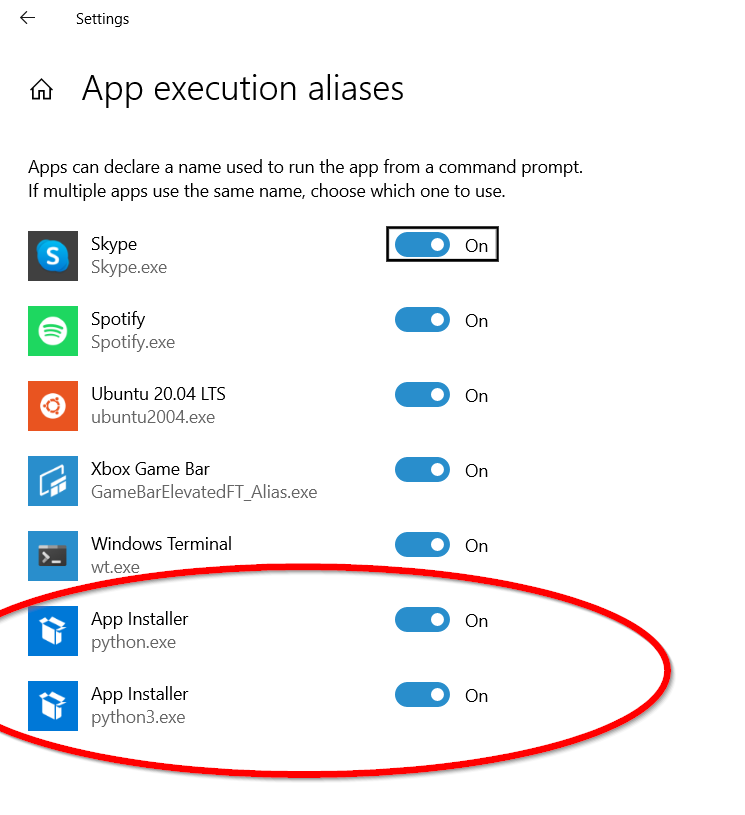 Settings
App execution aliases
Apps can declare a name used to run the app from a command prompt.
If multiple apps use the same name, choose which one to use.
Skype
On
Skype.exe
Spotify
On
Spotify.exe
Ubuntu 20.04 LTS
On
ubuntu2004.exe
Xbox Game Bar
On
GameBarElevatedFT_Alias.exe
Windows Terminal
On
wt.exe
App Installer
On
python.exe
App Installer
On
python3.exe